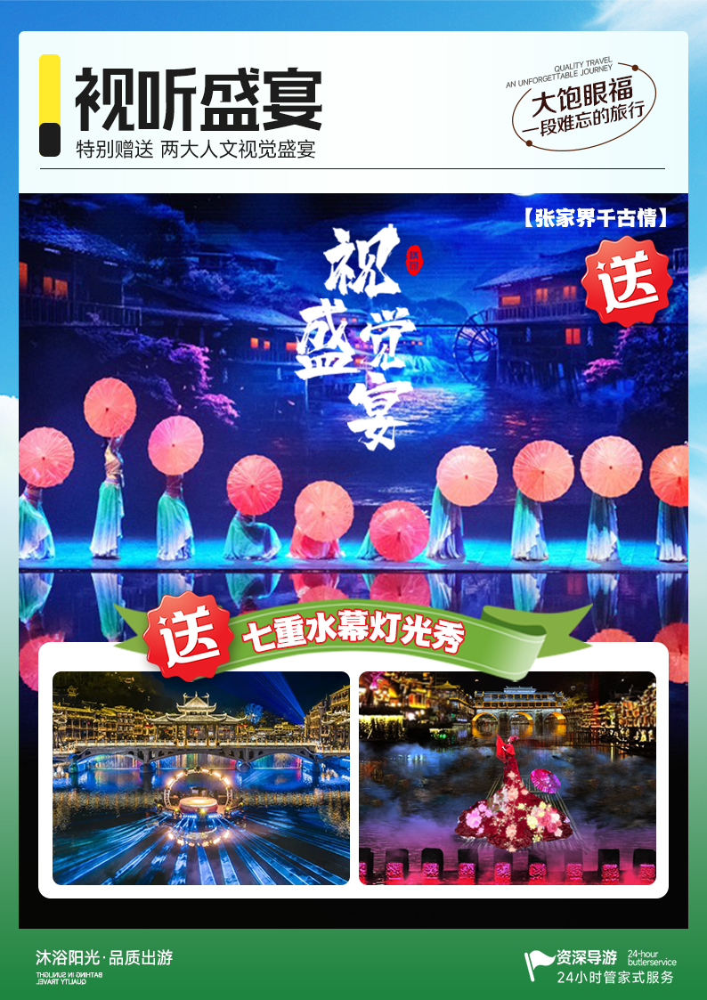 视听盛宴
特别赠送 两大人文视觉盛宴
QUALITY TRAVEL
AN UNFORGETTABLE JOURNEY
大饱眼福
一段难忘的旅行
【张家界千古情】
送
视
觉
盛
宴
送
七重水幕灯光秀
沐浴阳光·品质出游
BATHING IN SUNLIGHT
QUALITY TRAVEL
资深导游
24-hour
butlerservice
24小时管家式服务